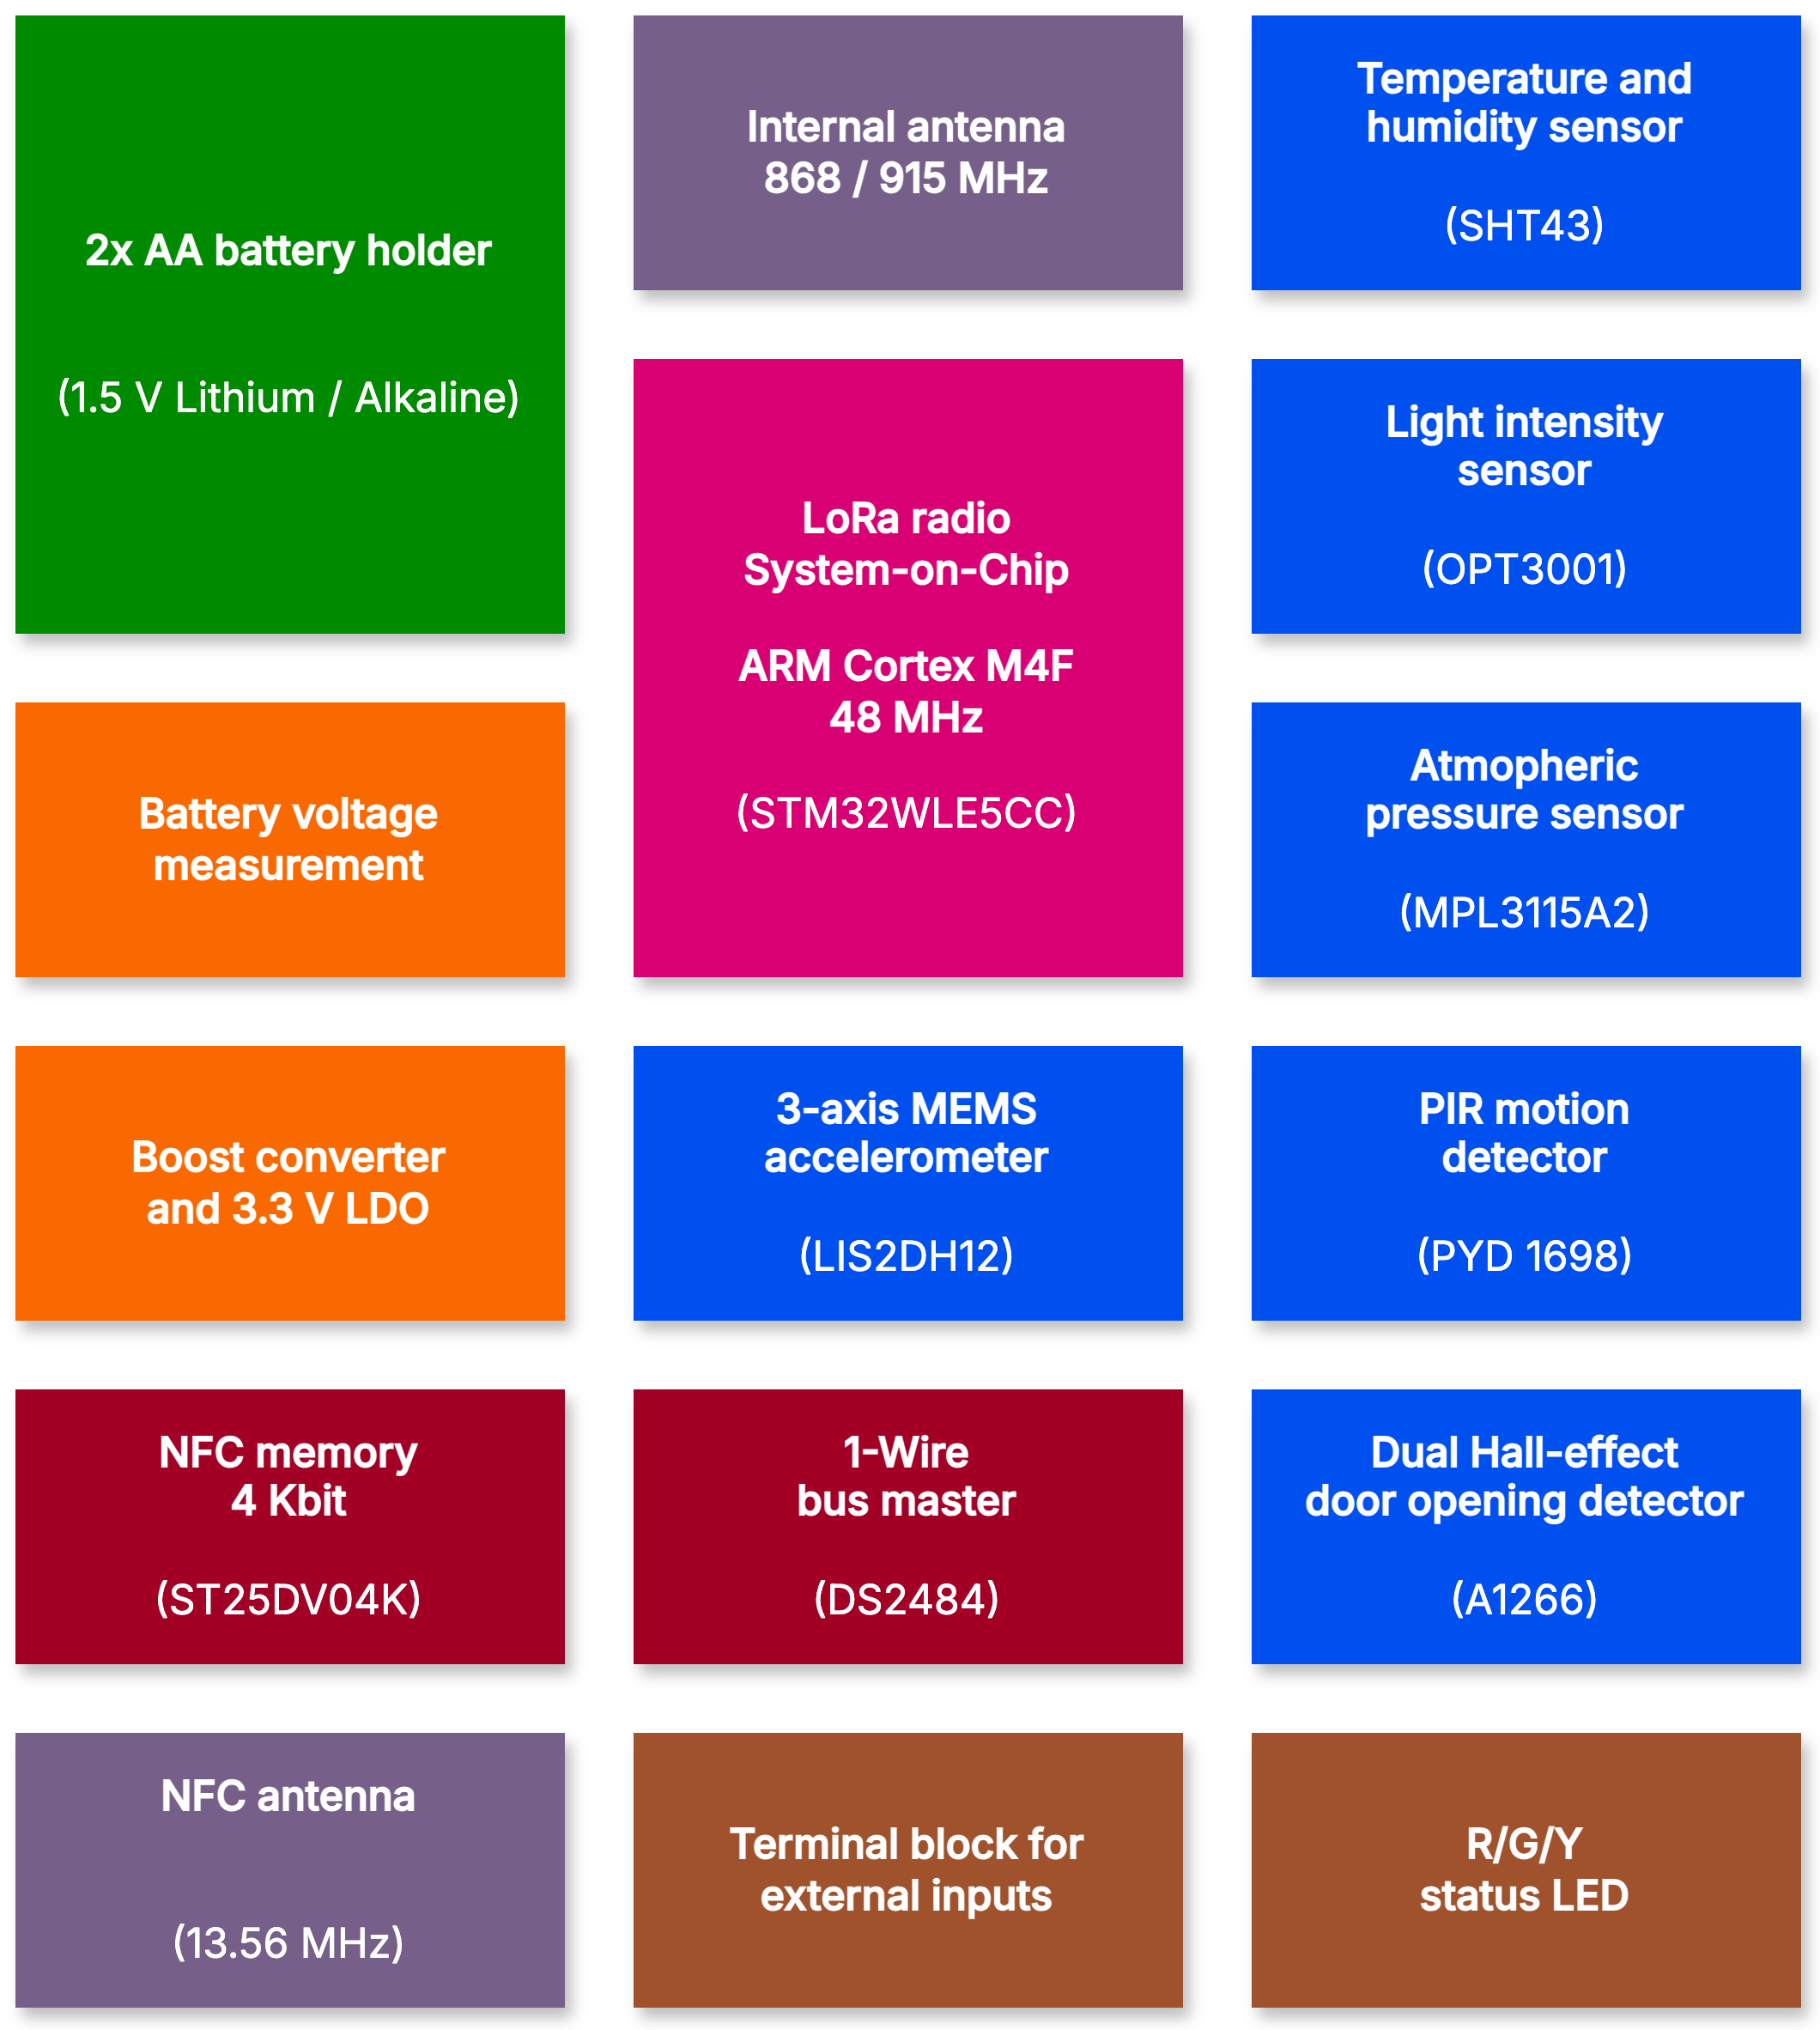 2x AA battery holder
(1.5 V Lithium / Alkaline)
Internal antenna
868 / 915 MHz
Temperature and
humidity sensor
(SHT43)
LoRa radio
System-on-Chip
ARM Cortex M4F
48 MHz
(STM32WLE5CC)
Light intensity
sensor
(OPT3001)
Battery voltage
measurement
Atmopheric
pressure sensor
(MPL3115A2)
Boost converter
and 3.3 V LDO
3-axis MEMS
accelerometer
(LIS2DH12)
PIR motion
detector
(PYD 1698)
NFC memory
4 Kbit
(ST25DV04K)
1-Wire
bus master
(DS2484)
Dual Hall-effect
door opening detector
(A1266)
NFC antenna
(13.56 MHz)
Terminal block for
external inputs
R/G/Y
status LED